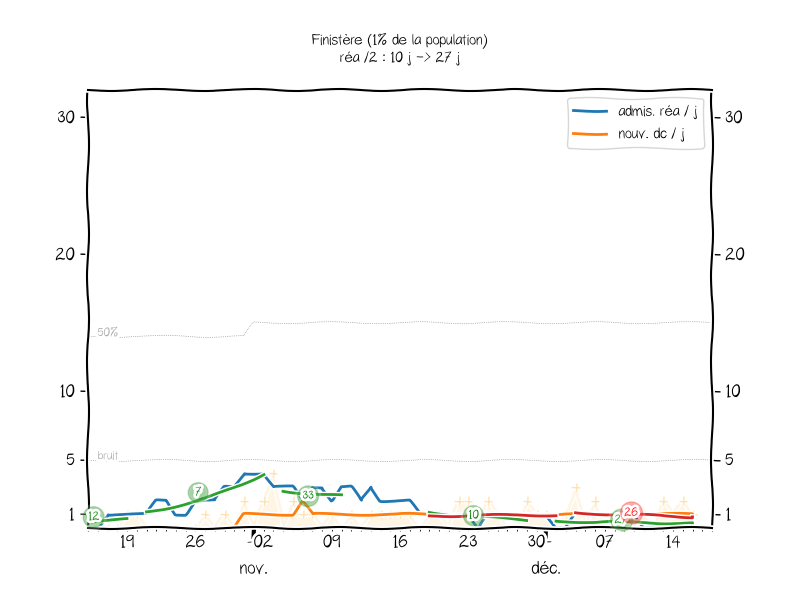 Finistère (1% de la population)
réa /2 : 10 j -> 27 j
admis. réa / j
nouv. dc / j
30 30
20 20
50%
10 10
5 bruit 5
7
33
12
10
26
1 1
19 26 02 09 16 23 30 07 14
nov. déc.